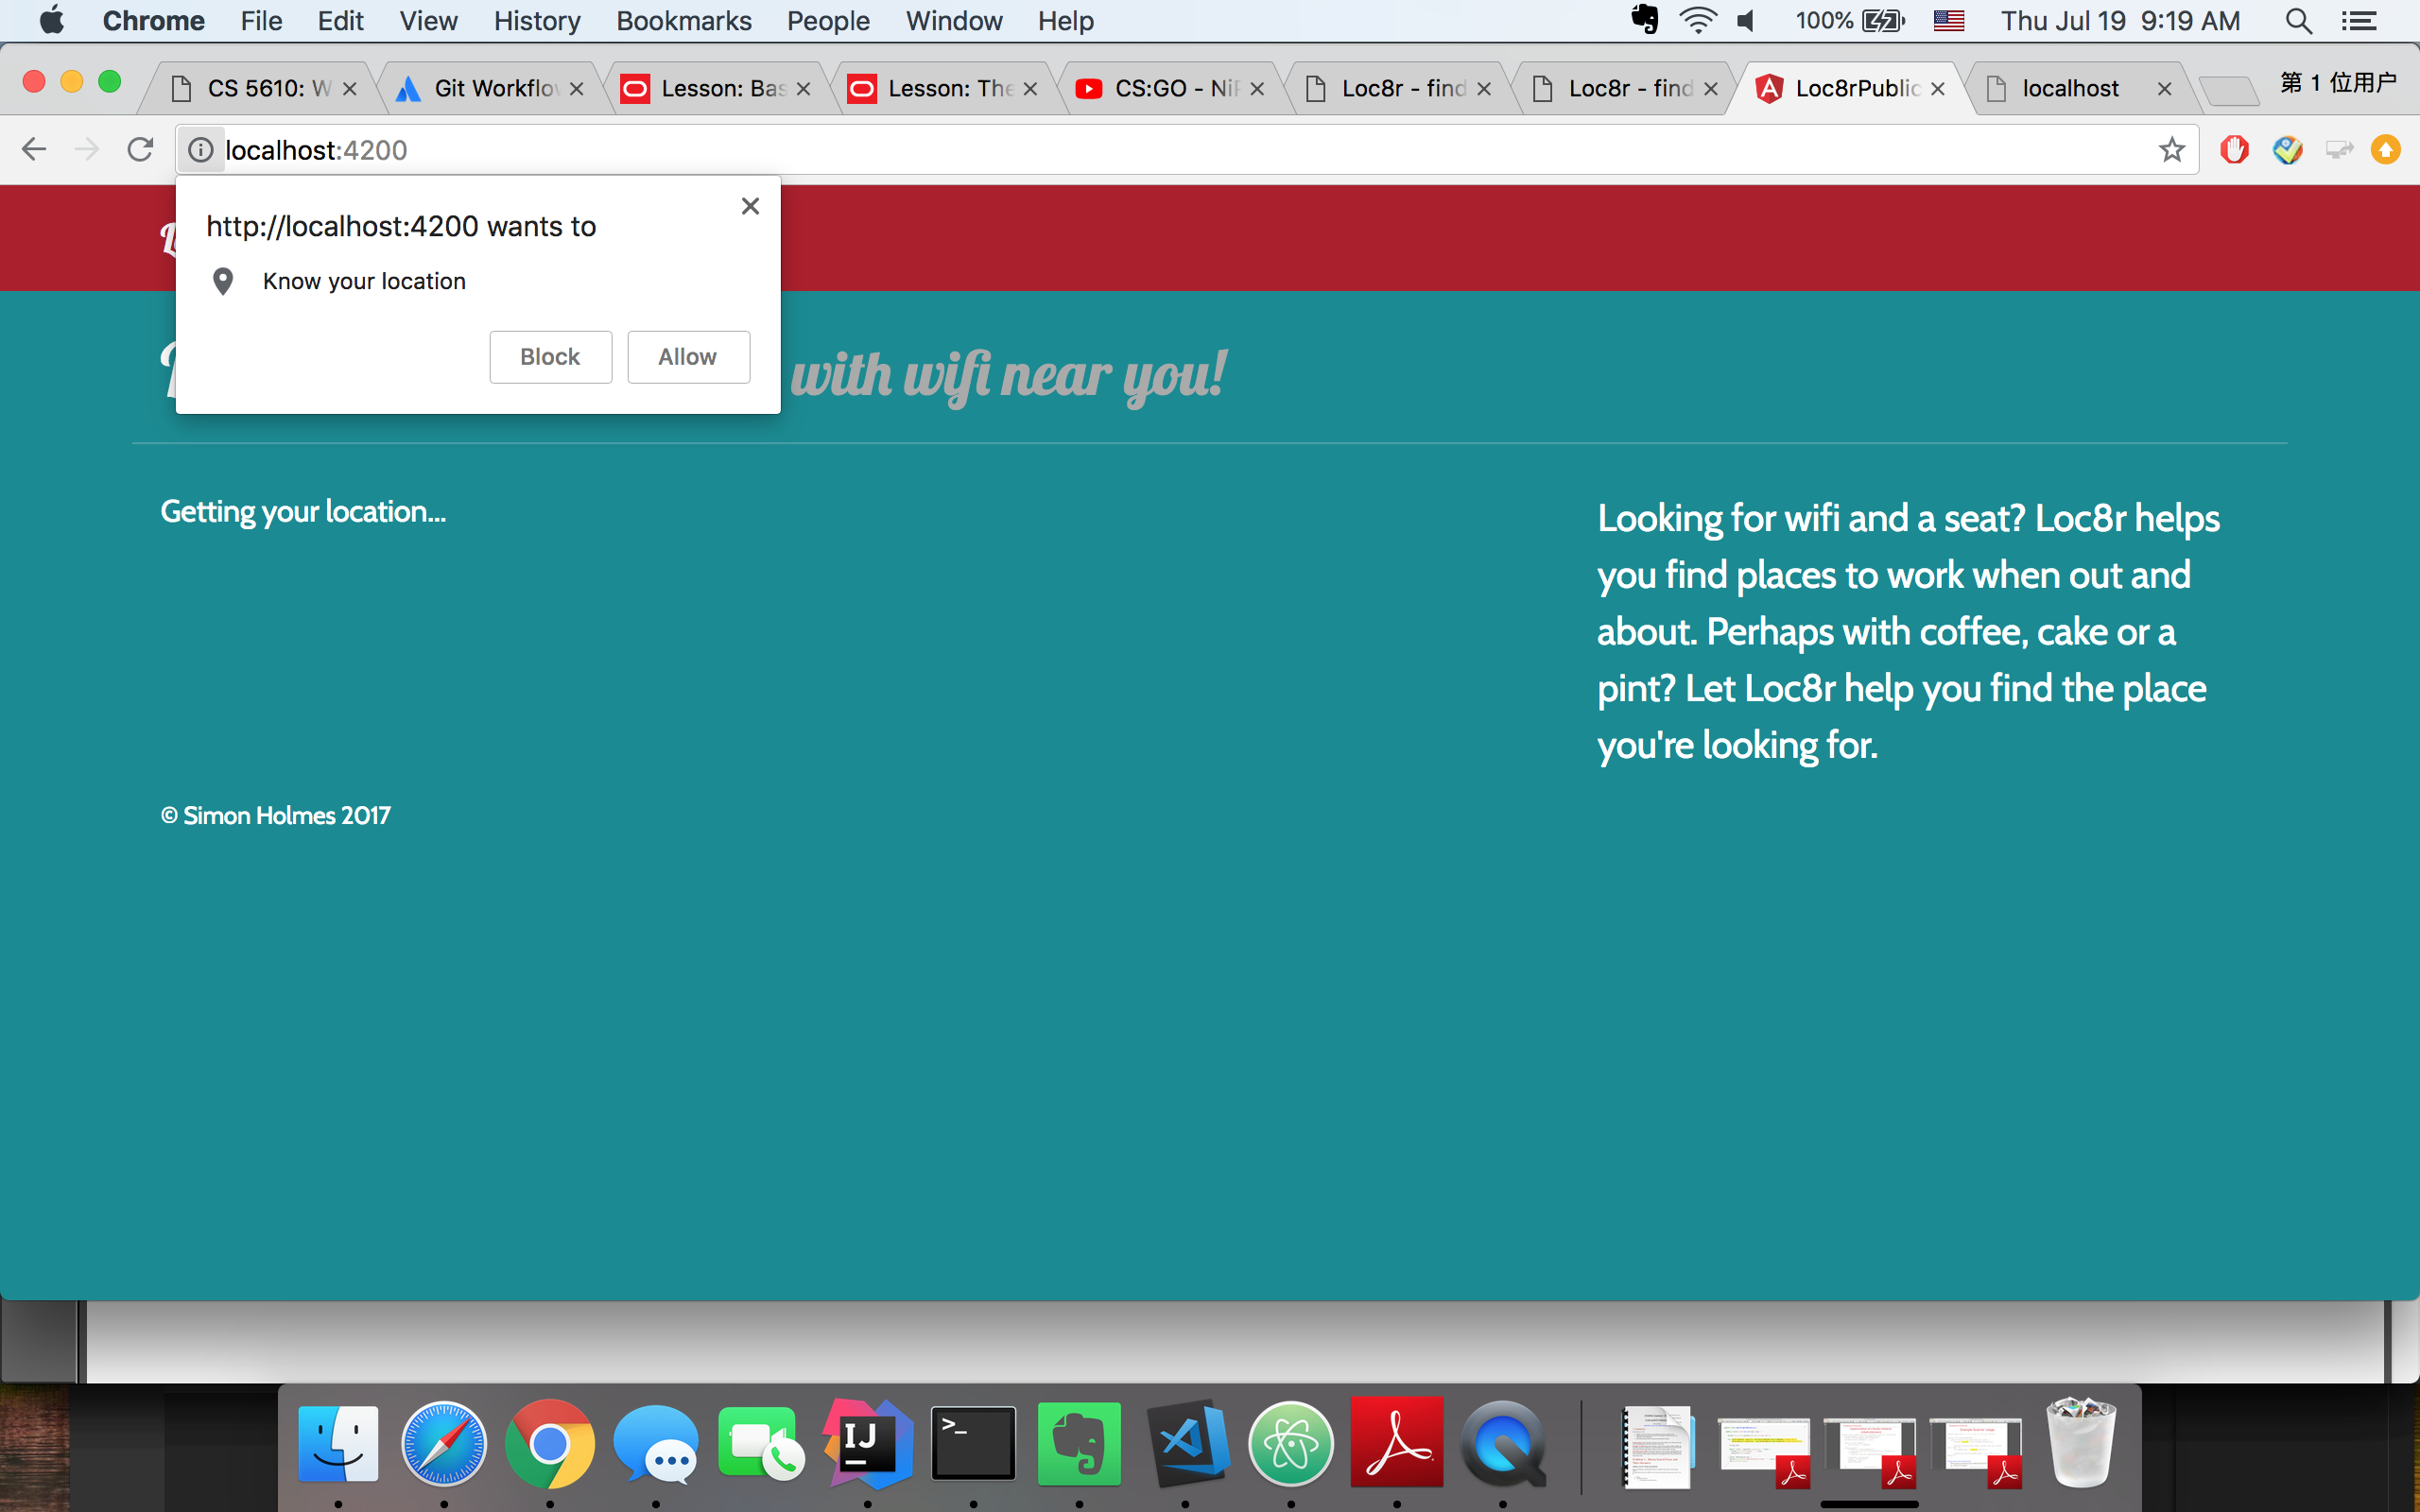 Chrome File Edit View History Bookmarks People Window Help 100% Thu Jul 19 9:19 AM
CS 5610: W Git Workflov Lesson: Bas Lesson: The CS:GO - NiP Loc8r - find Loc8r - find Loc8rPublic localhost 第 1 位用户
localhost:4200
http://localhost:4200 wants to
Know your location
Block Allow
with wifi near you!
Getting your location...
Looking for wifi and a seat? Loc8r helps
you find places to work when out and
about. Perhaps with coffee, cake or a
pint? Let Loc8r help you find the place
you're looking for.
© Simon Holmes 2017
IJ
>_